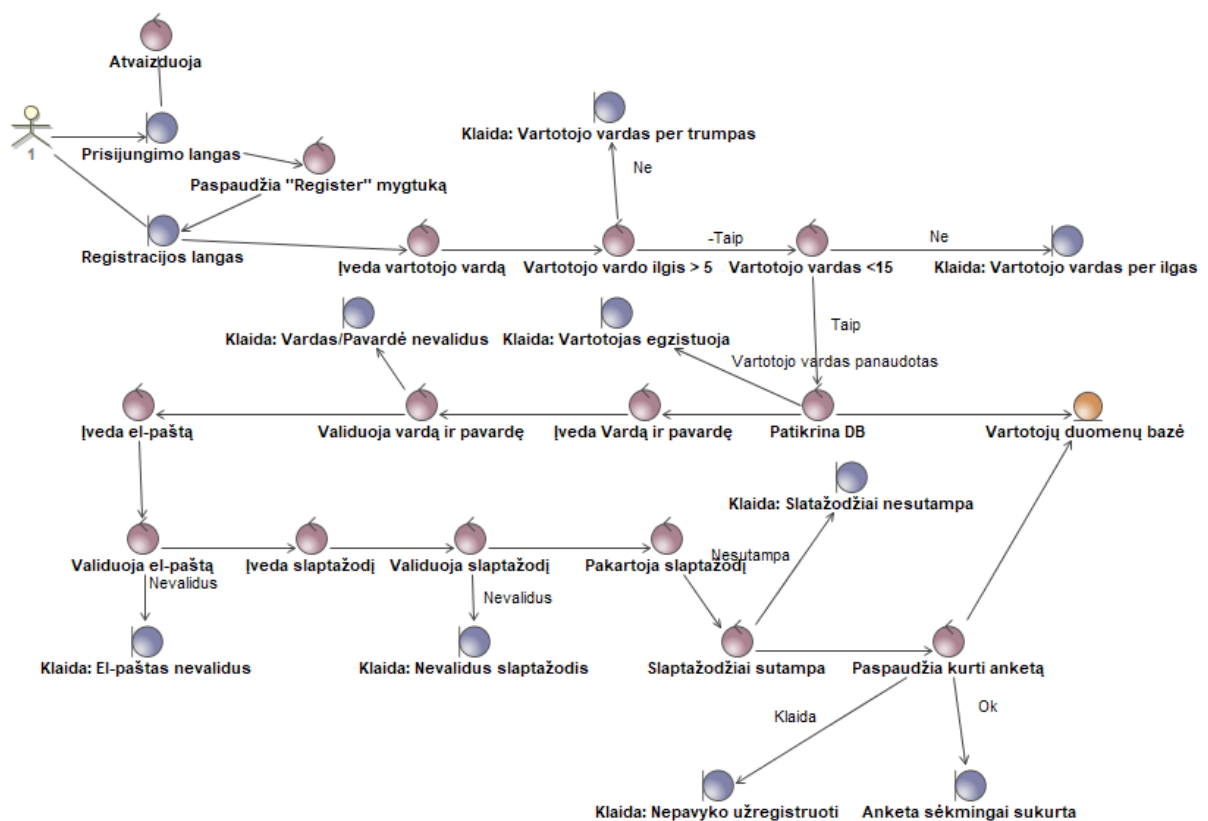 Atvaizduoja
1
Prisijungimo langas
Klaida: Vartotojo vardas per trumpas
Paspaudžia "Register" mygtuką
Ne
Registracijos langas
-Taip
Ne
Įveda vartotojo vardą
Vartotojo vardo ilgis > 5
Vartotojo vardas <15
Klaida: Vartotojo vardas per ilgas
Klaida: Vardas/Pavardė nevalidus
Klaida: Vartotojas egzistuoja
Taip
Vartotojo vardas panaudotas
Įveda el-paštą
Validuoja vardą ir pavardę
Įveda Vardą ir pavardę
Patikrina DB
Vartotojų duomenų bazė
Klaida: Slatažodžiai nesutampa
Validuoja el-paštą
Įveda slaptažodį
Validuoja slaptažodį
Pakartoja slaptažodį
Nesutampa
Nevalidus
Nevalidus
Klaida: El-paštas nevalidus
Klaida: Nevalidus slaptažodis
Slaptažodžiai sutampa
Paspaudžia kurti anketą
Klaida
Ok
Klaida: Nepavyko užregistruoti
Anketa sėkmingai sukurta